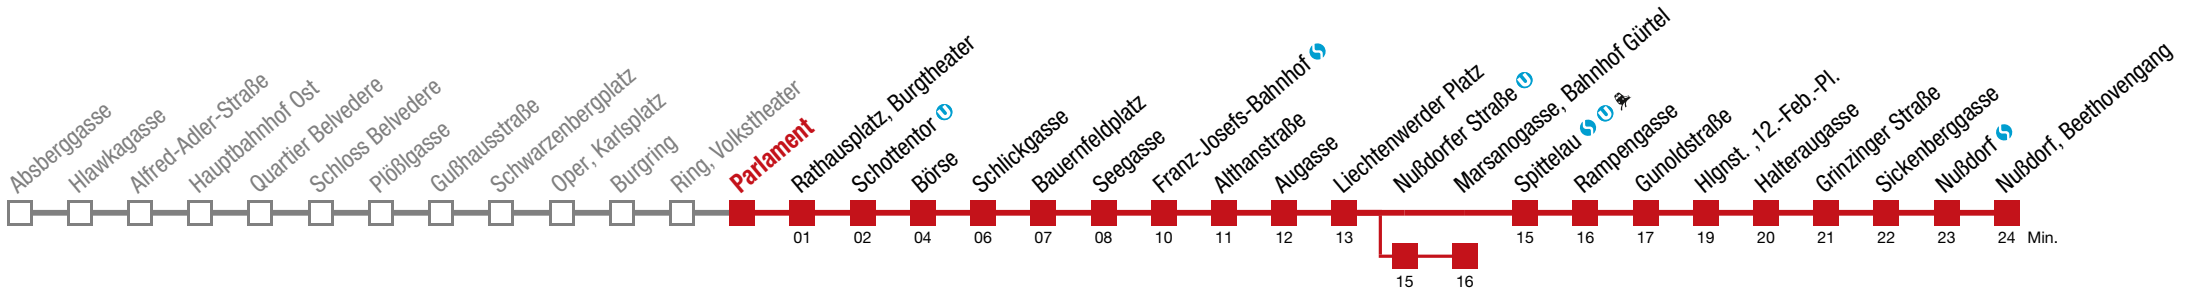 Absberggasse
Hlawkagasse
Alfred-Adler-Straße
Hauptbahnhof Ost
Quartier Belvedere
Schloss Belvedere
Plößlgasse
Gußhausstraße
Schwarzenbergplatz
Oper, Karlsplatz
Burgring
Ring, Volkstheater
Parlament
Rathausplatz, Burgtheater
Schottentor U
Börse
Schlickgasse
Bauernfeldplatz
Seegasse
Franz-Josefs-Bahnhof S
Althanstraße
Augasse
Liechtenwerder Platz
Nußdorfer Straße U
Marsanogasse, Bahnhof Gürtel
Spittelau S U
Rampengasse
Gunoldstraße
Hlgnst. ,12.-Feb.-Pl.
Halteraugasse
Grinzinger Straße
Sickenberggasse
Nußdorf S
Nußdorf, Beethovengang
01 02 04 06 07 08 10 11 12 13 15 16 17 19 20 21 22 23 24 Min.
15 16